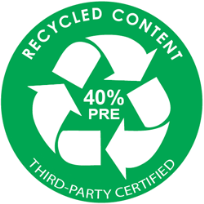 RECYCLED CONTENT
40%
PRE
THIRD-PARTY CERTIFIED